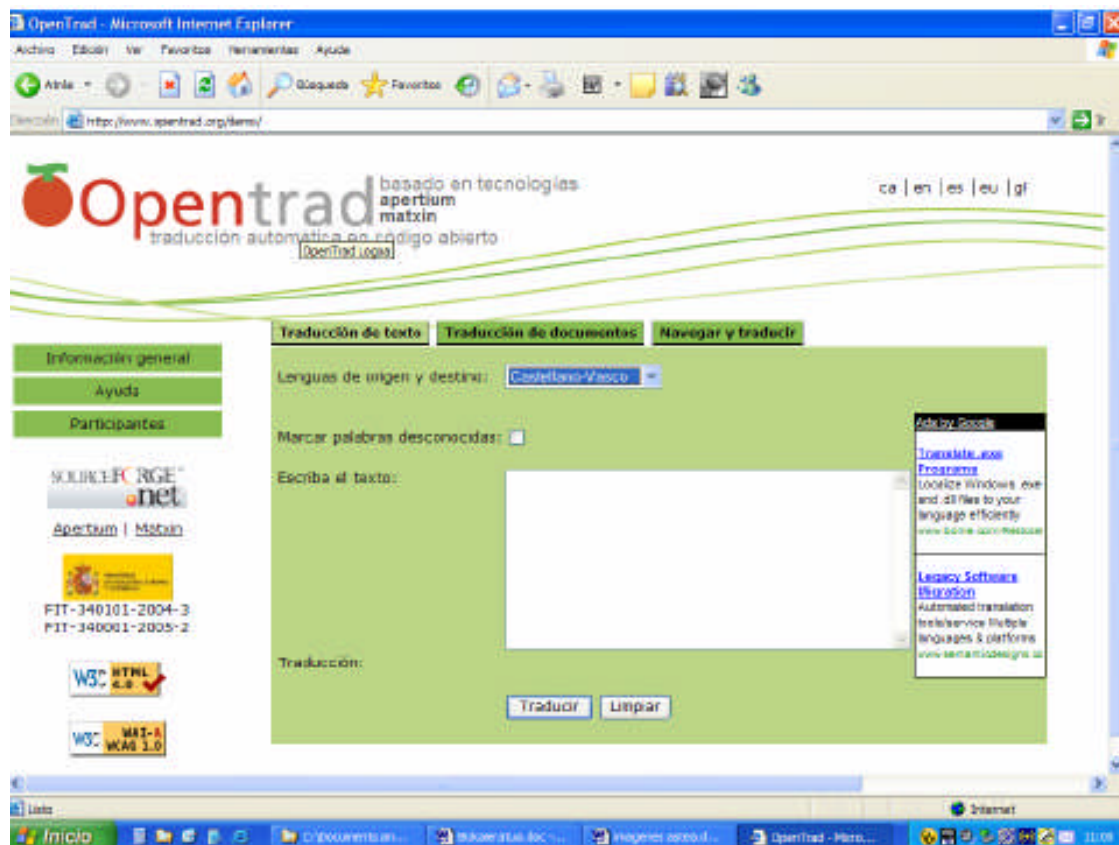 OpenTrad - Microsoft Internet Explorer
Archivo Edición Ver Favoritos Herramientas Ayuda
Atrás Búsqueda Favoritos
Dirección http://www.opentrad.org/demo/
Opentrad
basado en tecnologías
apertium
matxin
traducción automática en código abierto
OpenTrad Logoa
ca | en | es | eu | gl
Traducción de texto Traducción de documentos Navegar y traducir
Información general
Ayuda
Participantes
Lenguas de origen y destino: Castellano-Vasco
Marcar palabras desconocidas:
Escriba el texto:
SOURCEFORGE
.net
Apertium | Matxin
FIT-340101-2004-3
FIT-340001-2005-2
W3C HTML 4.0
W3C WAI-A WCAG 1.0
Ads by Google
Translate .exe
Programs
Localize Windows .exe
and .dll files to your
language efficiently
Legacy Software
Migration
Automated translation
tools/service Multiple
languages & platforms
Traducción:
Traducir Limpiar
Listo Internet
Inicio OpenTrad - Micro...